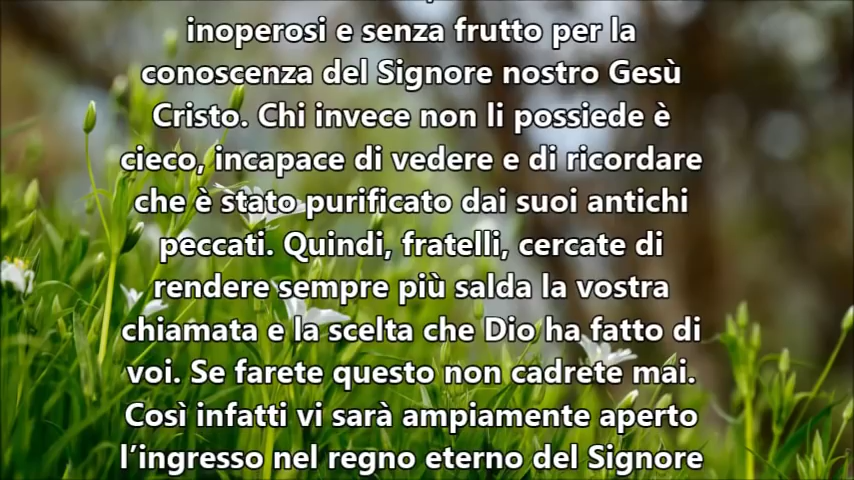 inoperosi e senza frutto per la
conoscenza del Signore nostro Gesù
Cristo. Chi invece non li possiede è
cieco, incapace di vedere e di ricordare
che è stato purificato dai suoi antichi
peccati. Quindi, fratelli, cercate di
rendere sempre più salda la vostra
chiamata e la scelta che Dio ha fatto di
voi. Se farete questo non cadrete mai.
Così infatti vi sarà ampiamente aperto
l’ingresso nel regno eterno del Signore